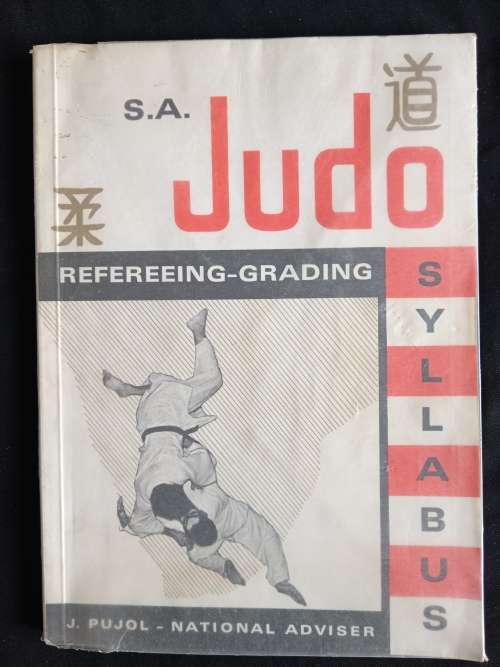 S.A.
道
Judo
柔
REFEREEING-GRADING
SYLLABUS
J. PUJOL - NATIONAL ADVISER